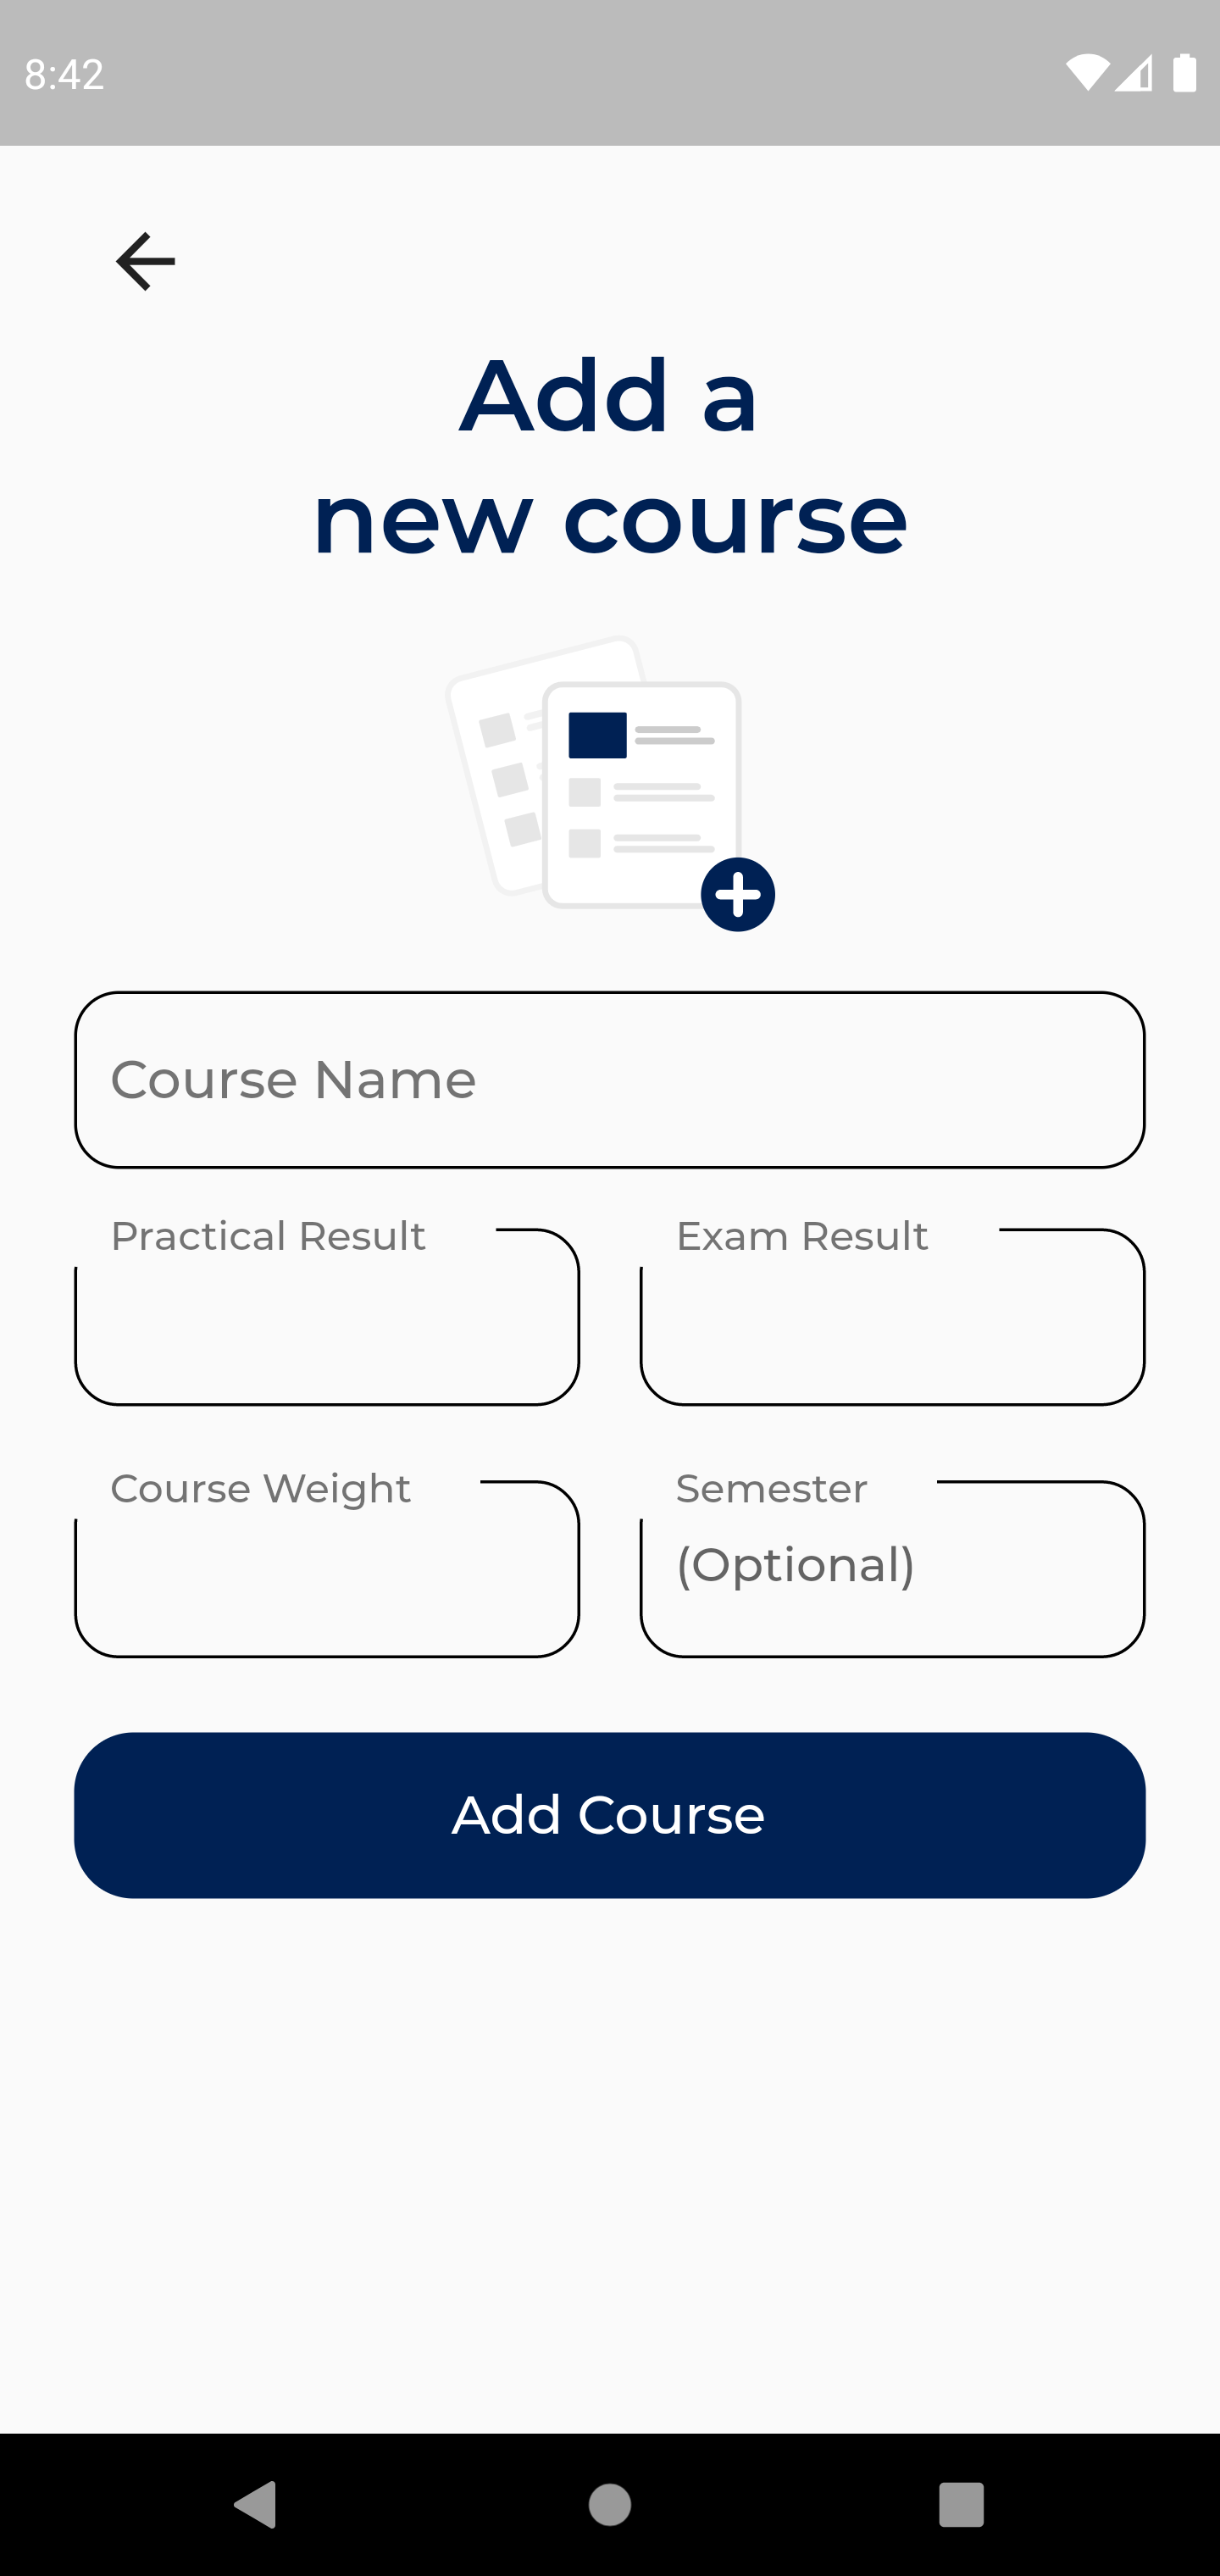 8:42
Add a
new course
Course Name
Practical Result
Exam Result
Course Weight
Semester
(Optional)
Add Course